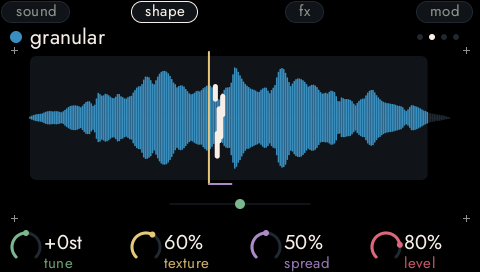 sound shape fx mod
granular
+0st 60% 50% 80%
tune texture spread level